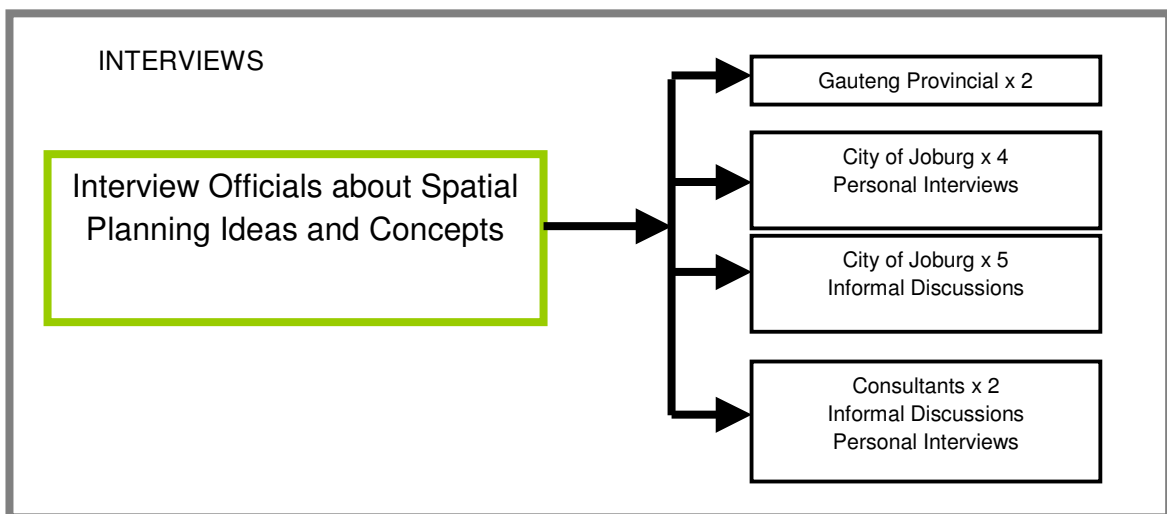 INTERVIEWS
Interview Officials about Spatial
Planning Ideas and Concepts
Gauteng Provincial x 2
City of Joburg x 4
Personal Interviews
City of Joburg x 5
Informal Discussions
Consultants x 2
Informal Discussions
Personal Interviews